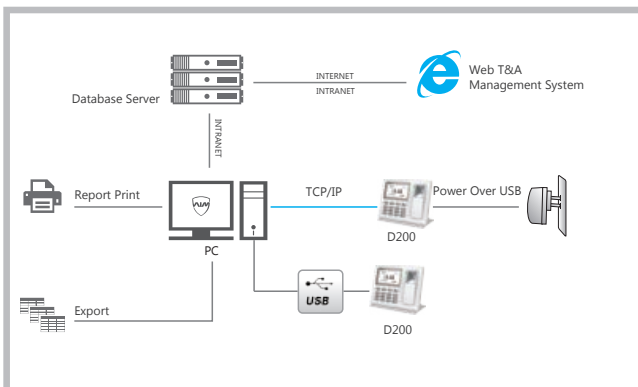 INTERNET
INTRANET
Web T&A
Management System
Database Server
INTRANET
Report Print
TCP/IP
Power Over USB
PC
D200
USB
Export
D200